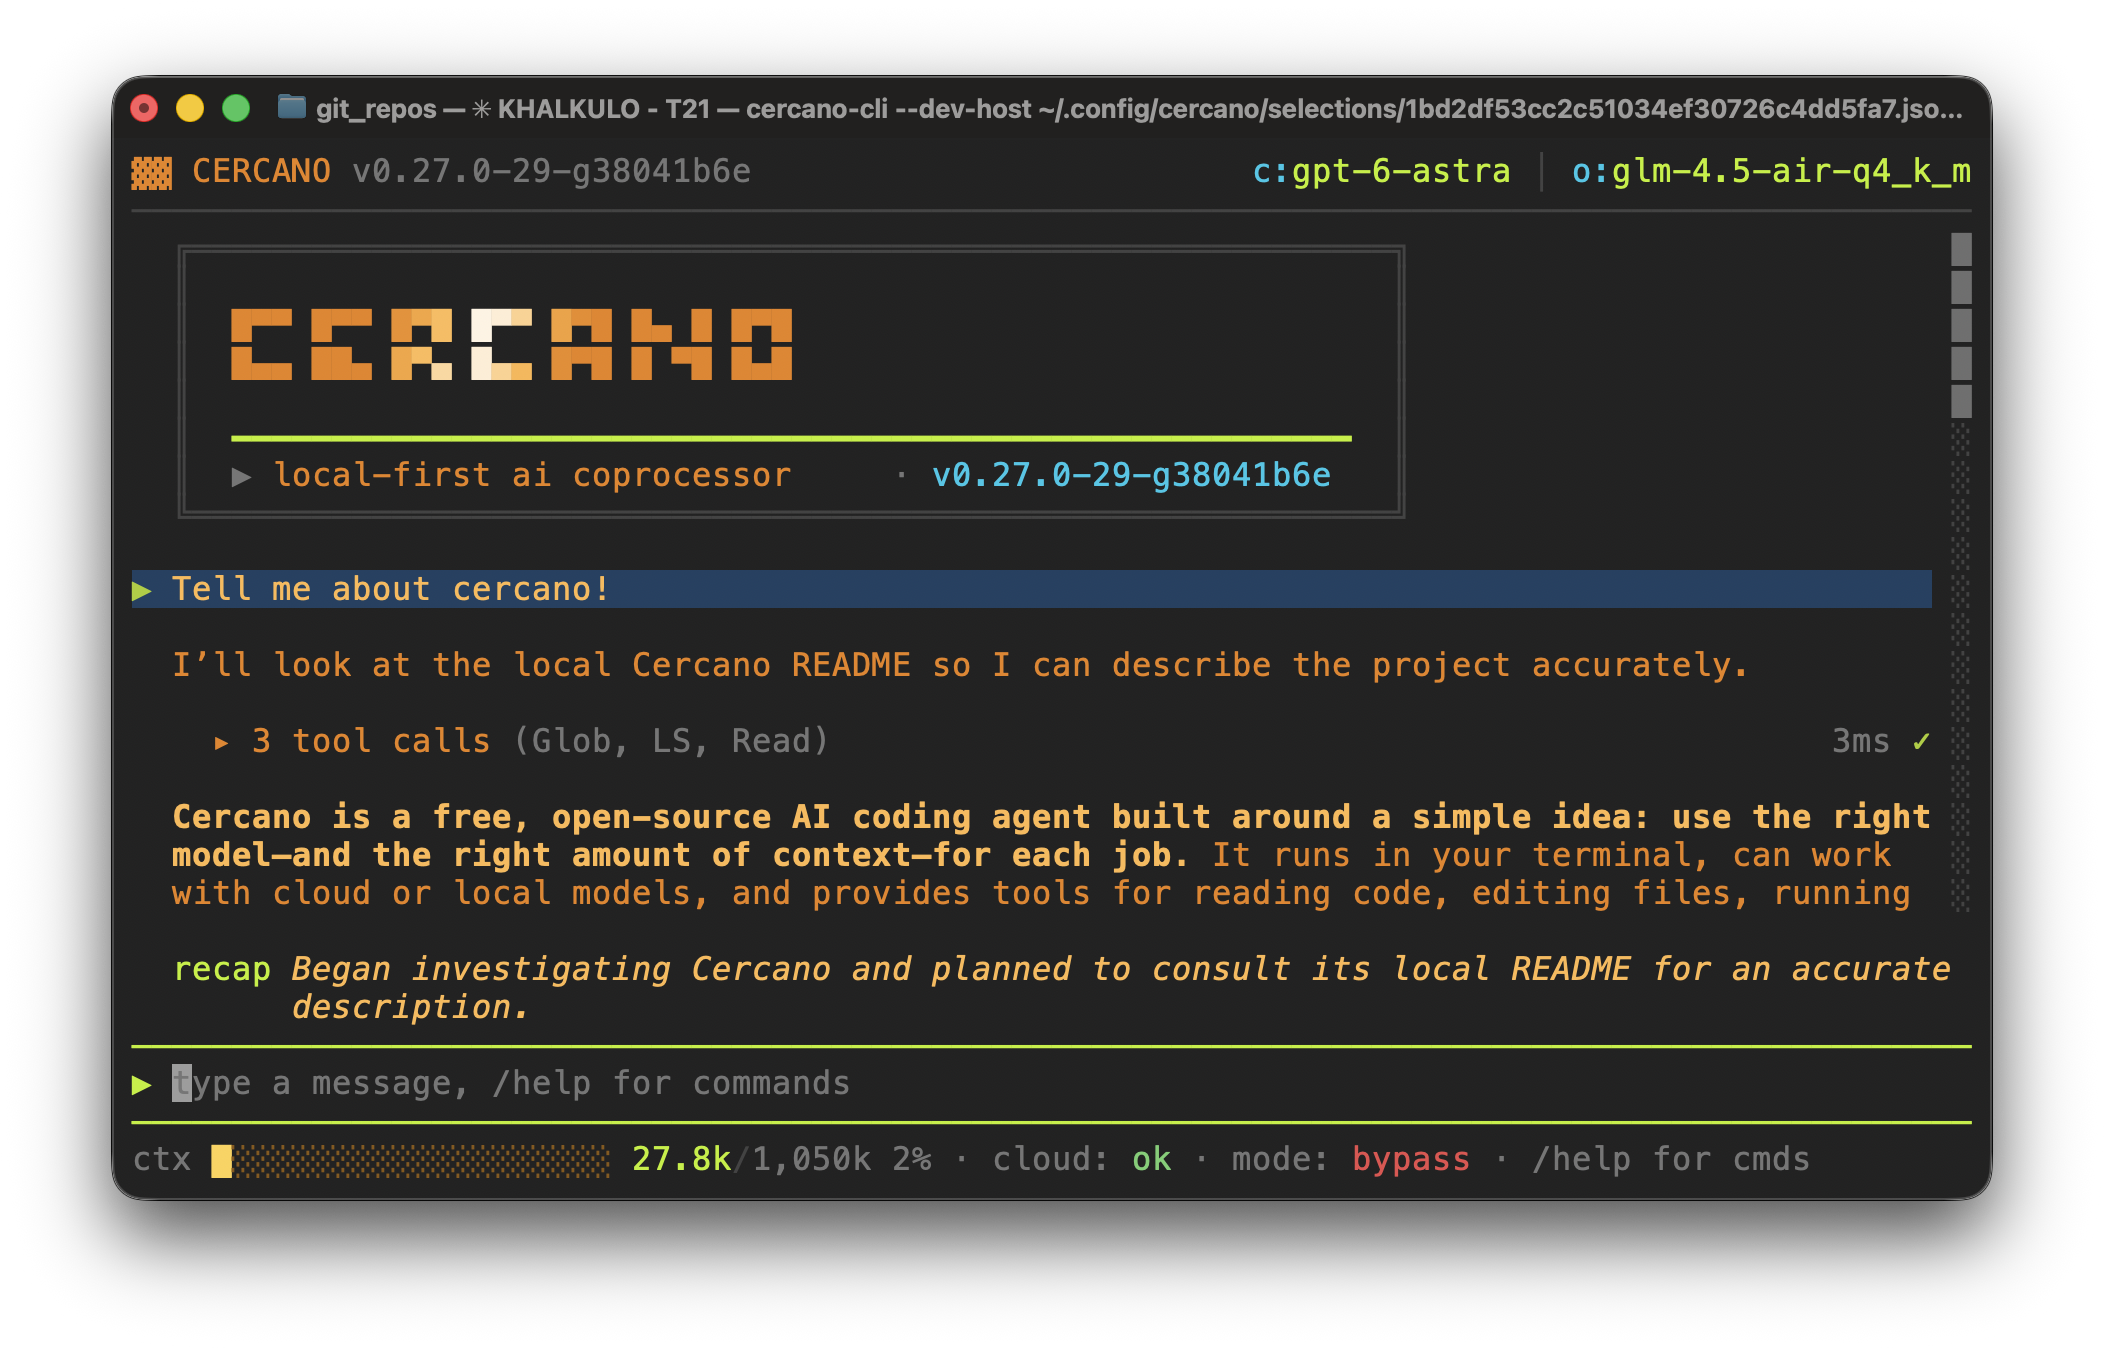 git_repos — ✳ KHALKULO - T21 — cercano-cli --dev-host ~/.config/cercano/selections/1bd2df53cc2c51034ef30726c4dd5fa7.jso...
CERCANO v0.27.0-29-g38041b6e c:gpt-6-astra │ o:glm-4.5-air-q4_k_m
CERCANO
▶ local-first ai coprocessor · v0.27.0-29-g38041b6e
▶ Tell me about cercano!
I’ll look at the local Cercano README so I can describe the project accurately.
▸ 3 tool calls (Glob, LS, Read) 3ms ✓
Cercano is a free, open-source AI coding agent built around a simple idea: use the right
model—and the right amount of context—for each job. It runs in your terminal, can work
with cloud or local models, and provides tools for reading code, editing files, running
recap Began investigating Cercano and planned to consult its local README for an accurate
description.
▶ type a message, /help for commands
ctx 27.8k/1,050k 2% · cloud: ok · mode: bypass · /help for cmds